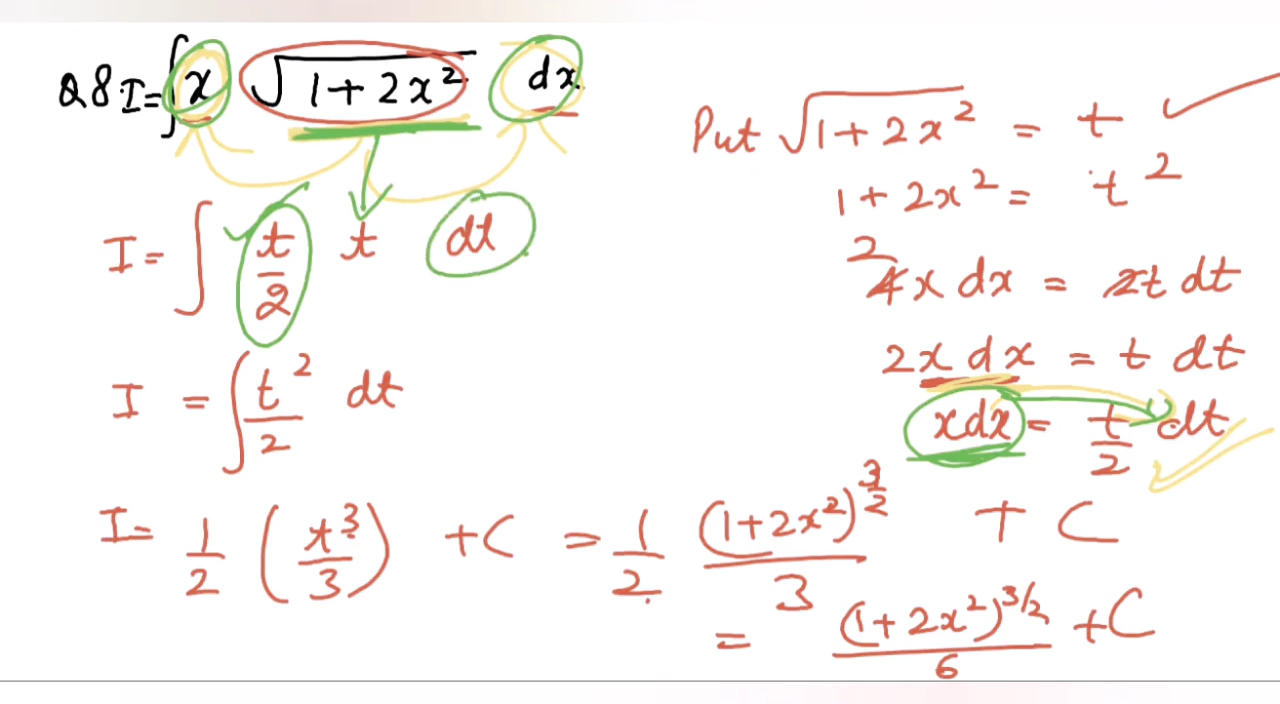 Q8 I = ∫ x √(1 + 2x²) dx
Put √(1 + 2x²) = t
1 + 2x² = t²
I = ∫ t/2 t dt
2 4x dx = 2t dt
2x dx = t dt
I = ∫ t²/2 dt
xdx = t/2 dt
I = 1/2 (t³/3) + C = 1/2 (1+2x²)^(3/2)/3 + C
= (1+2x²)^(3/2)/6 + C